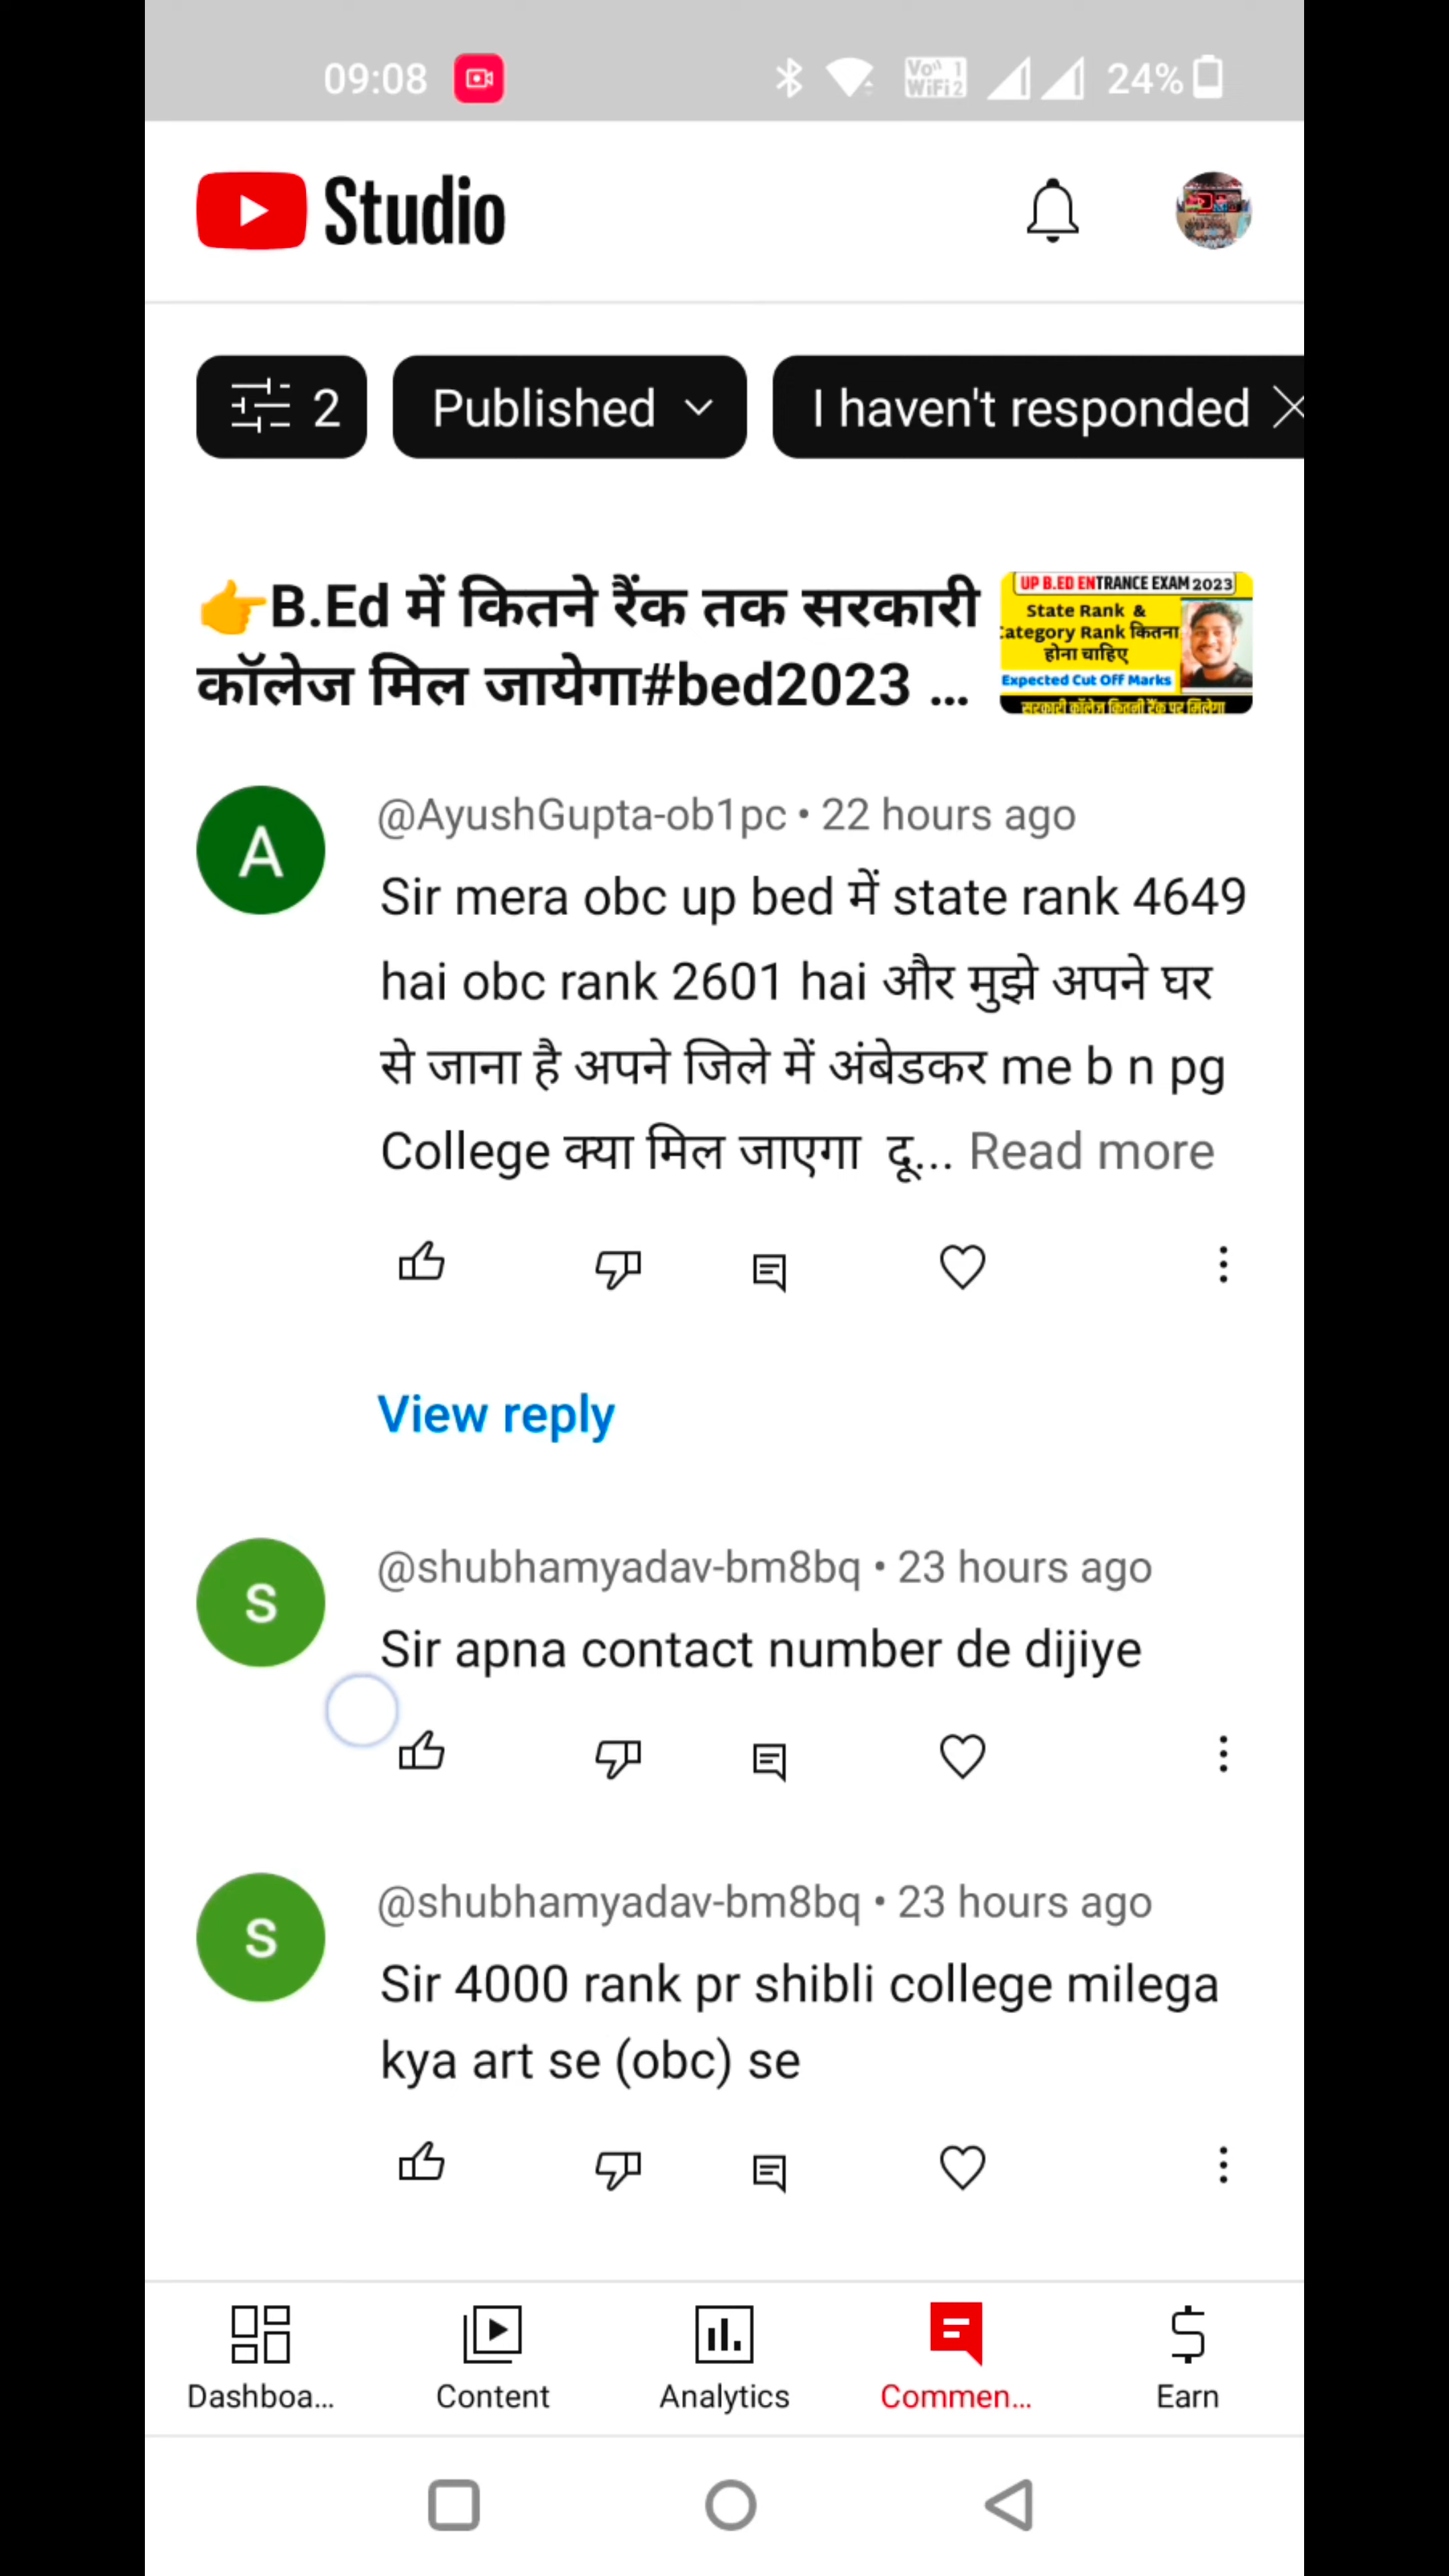 09:08
Vo 1
WiFi 2
24%
Studio
2
Published
I haven't responded
👉B.Ed में कितने रैंक तक सरकारी
कॉलेज मिल जायेगा#bed2023 ...
UP B.ED ENTRANCE EXAM 2023
State Rank &
ategory Rank कितना
होना चाहिए
Expected Cut Off Marks
सरकारी कॉलेज कितनी रैंक पर मिलेगा
A
@AyushGupta-ob1pc • 22 hours ago
Sir mera obc up bed में state rank 4649
hai obc rank 2601 hai और मुझे अपने घर
से जाना है अपने जिले में अंबेडकर me b n pg
College क्या मिल जाएगा दू... Read more
View reply
S
@shubhamyadav-bm8bq • 23 hours ago
Sir apna contact number de dijiye
S
@shubhamyadav-bm8bq • 23 hours ago
Sir 4000 rank pr shibli college milega
kya art se (obc) se
Dashboa...
Content
Analytics
Commen...
Earn